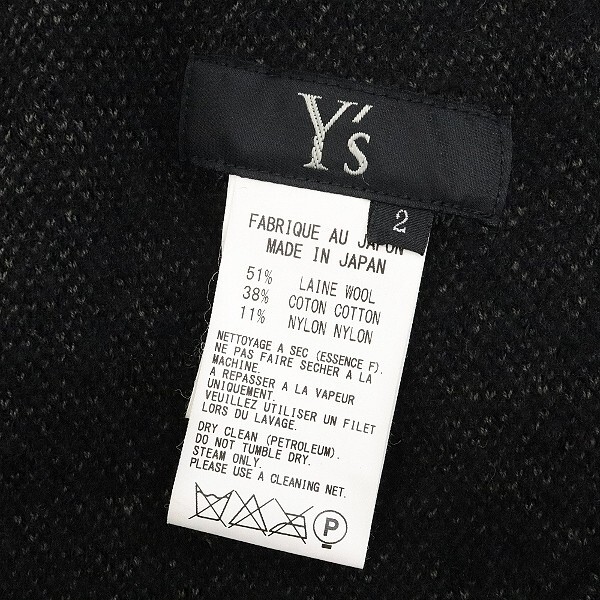 Y's
2
FABRIQUE AU JAPON
MADE IN JAPAN
51% LAINE WOOL
38% COTON COTTON
11% NYLON NYLON
NETTOYAGE A SEC (ESSENCE F).
NE PAS FAIRE SECHER A LA
MACHINE.
A REPASSER A LA VAPEUR
UNIQUEMENT.
VEUILLEZ UTILISER UN FILET
LORS DU LAVAGE.
DRY CLEAN (PETROLEUM).
DO NOT TUMBLE DRY.
STEAM ONLY.
PLEASE USE A CLEANING NET.
P